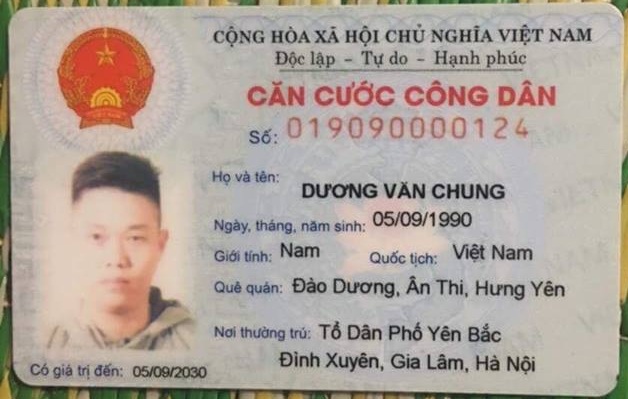 CỘNG HÒA XÃ HỘI CHỦ NGHĨA VIỆT NAM
Độc lập - Tự do - Hạnh phúc
CĂN CƯỚC CÔNG DÂN
Số: 019090000124
Họ và tên:
DƯƠNG VĂN CHUNG
Ngày, tháng, năm sinh: 05/09/1990
Giới tính: Nam Quốc tịch: Việt Nam
Quê quán: Đào Dương, Ân Thi, Hưng Yên
Nơi thường trú: Tổ Dân Phố Yên Bắc
Đình Xuyên, Gia Lâm, Hà Nội
Có giá trị đến: 05/09/2030